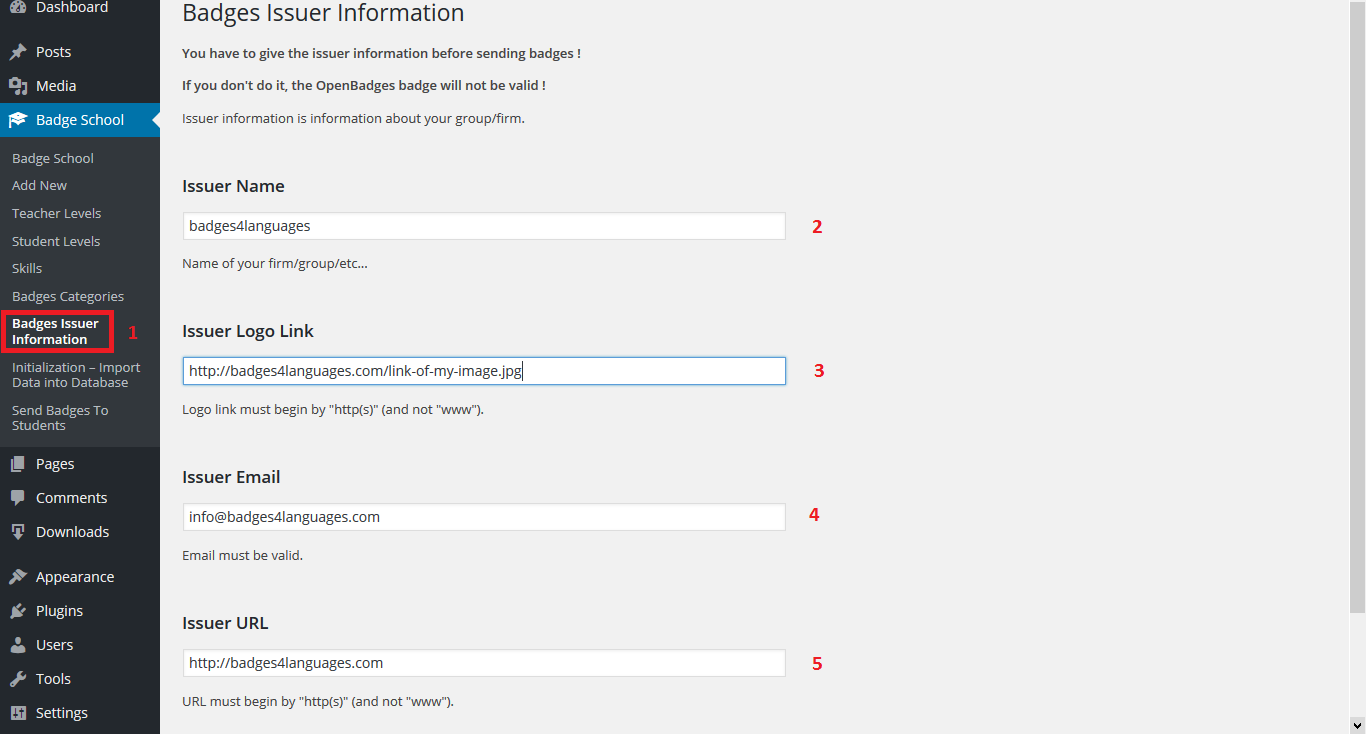 Dashboard
Posts
Media
Badge School
Badge School
Add New
Teacher Levels
Student Levels
Skills
Badges Categories
Badges Issuer
Information
1
Initialization – Import
Data into Database
Send Badges To
Students
Pages
Comments
Downloads
Appearance
Plugins
Users
Tools
Settings
Badges Issuer Information
You have to give the issuer information before sending badges !
If you don't do it, the OpenBadges badge will not be valid !
Issuer information is information about your group/firm.
Issuer Name
badges4languages
2
Name of your firm/group/etc...
Issuer Logo Link
http://badges4languages.com/link-of-my-image.jpg
3
Logo link must begin by "http(s)" (and not "www").
Issuer Email
info@badges4languages.com
4
Email must be valid.
Issuer URL
http://badges4languages.com
5
URL must begin by "http(s)" (and not "www").